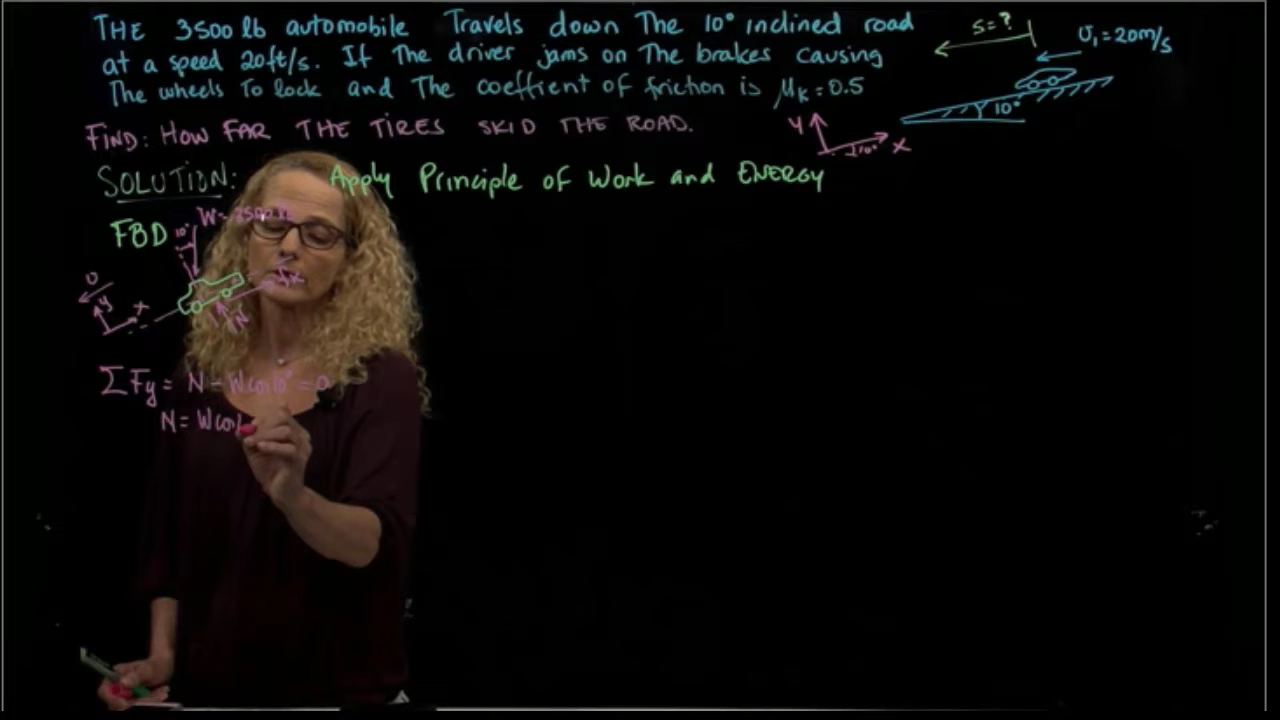 THE 3500 lb automobile Travels down The 10° inclined road
at a speed 20ft/s. If The driver jams on The brakes causing
The wheels To lock and The coeffient of friction is μK = 0.5
S = ?
υ₁ = 20m/s
10°
FIND: HOW FAR THE TIRES SKID THE ROAD.
y
10°
x
SOLUTION: Apply Principle of Work and ENERGY
FBD
W = 3500 lb
10°
υ
y
x
N
ΣFy = N - W cos 10° = 0
N = W cos